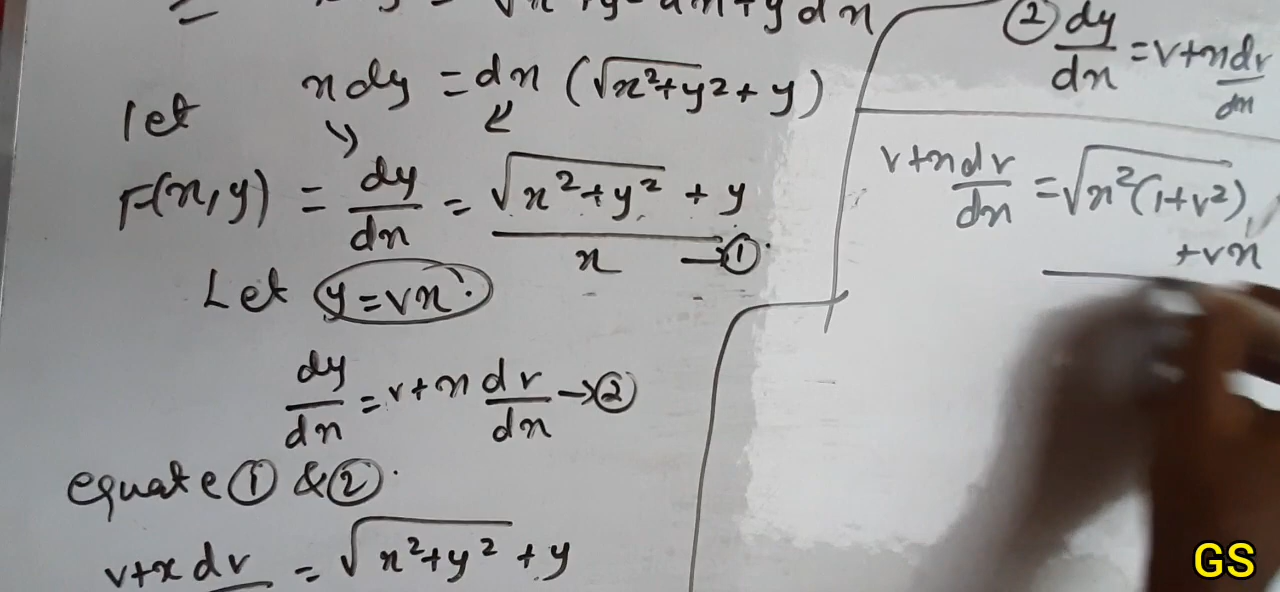 x dy = dx (√x²+y² + y)
let
F(x,y) = dy/dx = (√x²+y² + y)/x → ①
Let y=vx.
dy/dx = v+x dv/dx → ②
equate ① & ②.
v+x dv = √x²+y² + y
② dy/dx = v+x dv/dx
v+x dv/dx = √x²(1+v²)
+vx
GS